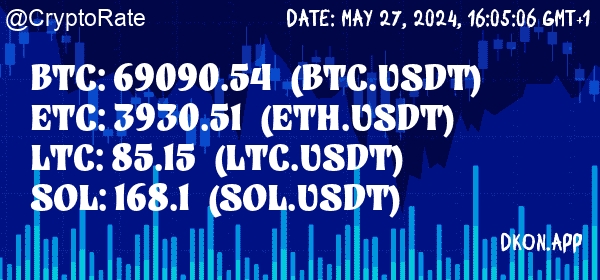 @CryptoRate
DATE: MAY 27, 2024, 16:05:06 GMT+1
BTC: 69090.54 (BTC.USDT)
ETC: 3930.51 (ETH.USDT)
LTC: 85.15 (LTC.USDT)
SOL: 168.1 (SOL.USDT)
DKON.APP